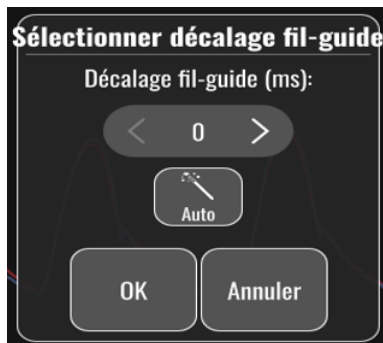 Sélectionner décalage fil-guide
Décalage fil-guide (ms):
0
Auto
OK
Annuler